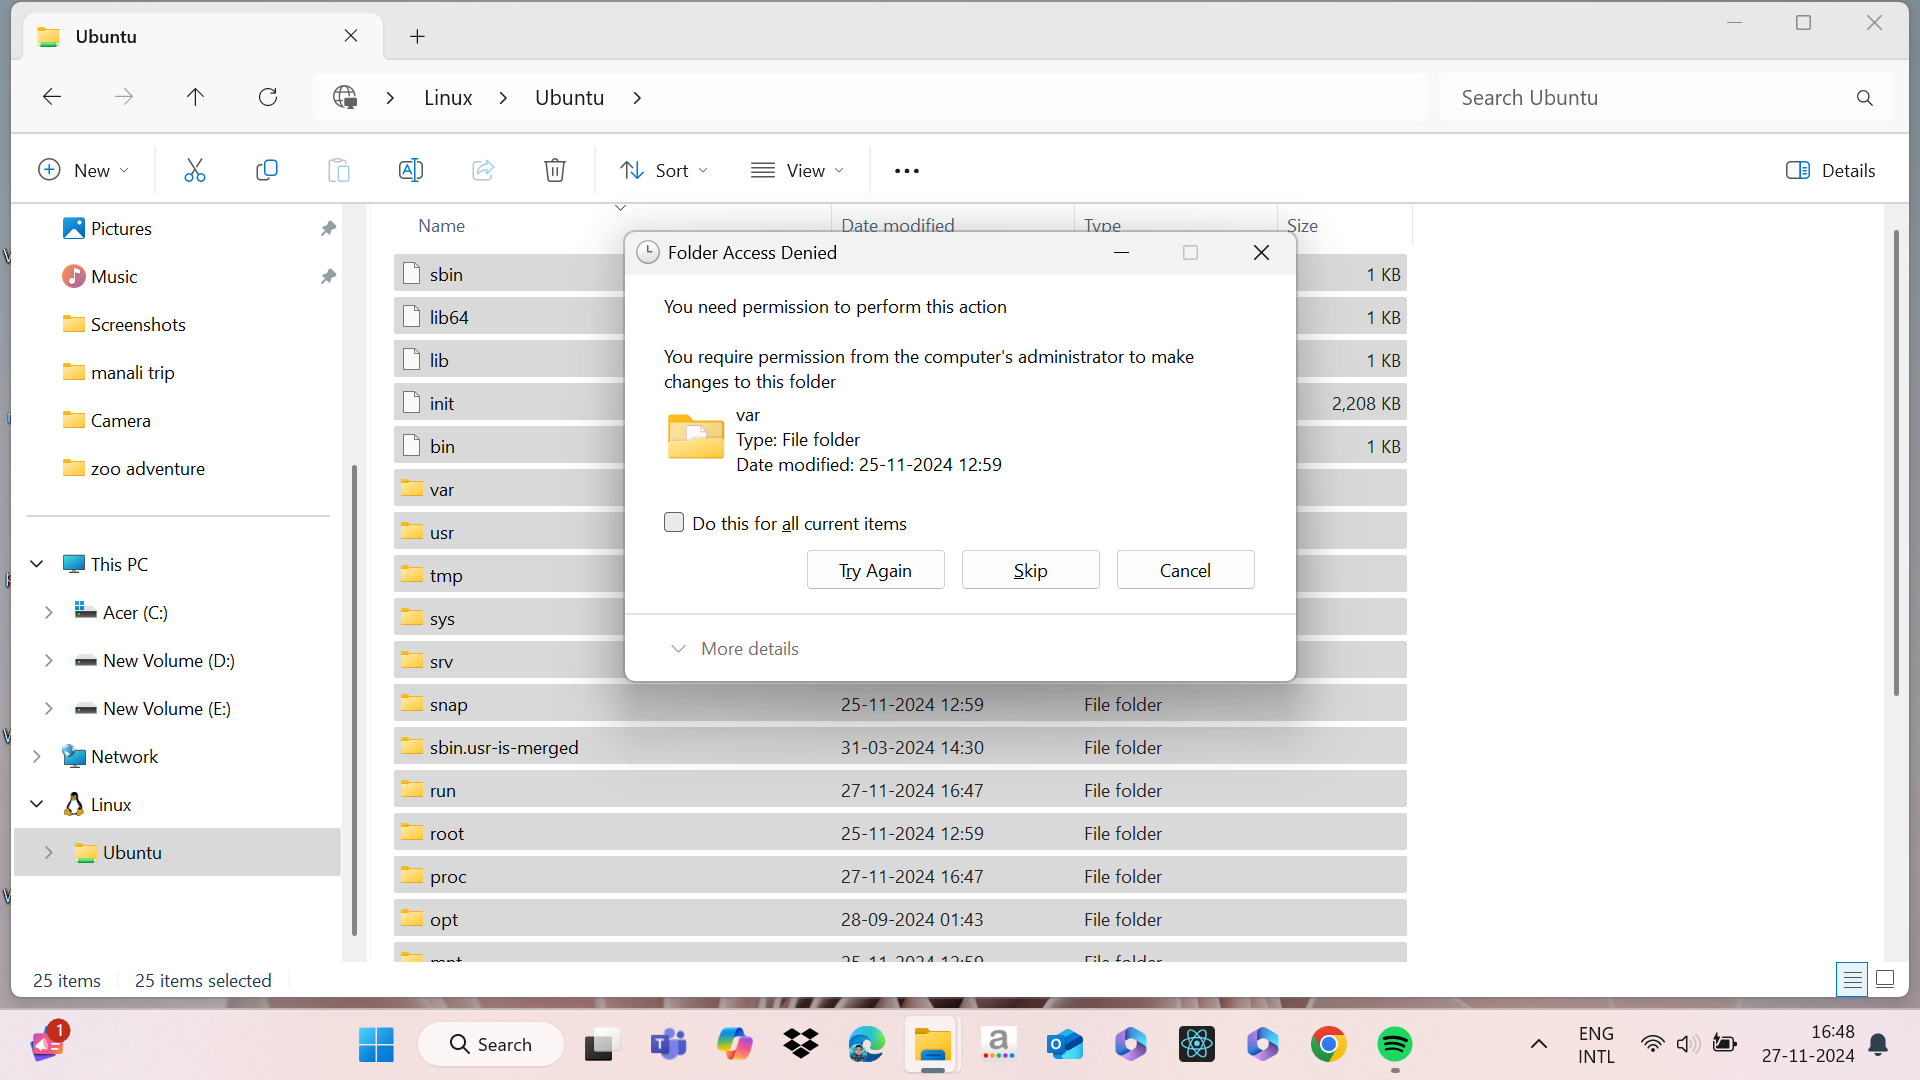 Ubuntu
Linux
Ubuntu
Search Ubuntu
New
Sort
View
Details
Pictures
Music
Screenshots
manali trip
Camera
zoo adventure
This PC
Acer (C:)
New Volume (D:)
New Volume (E:)
Network
Linux
Ubuntu
Name Date modified Type Size
sbin 1 KB
lib64 1 KB
lib 1 KB
init 2,208 KB
bin 1 KB
var
usr
tmp
sys
srv
snap 25-11-2024 12:59 File folder
sbin.usr-is-merged 31-03-2024 14:30 File folder
run 27-11-2024 16:47 File folder
root 25-11-2024 12:59 File folder
proc 27-11-2024 16:47 File folder
opt 28-09-2024 01:43 File folder
mnt 25-11-2024 12:59 File folder
Folder Access Denied
You need permission to perform this action
You require permission from the computer's administrator to make
changes to this folder
var
Type: File folder
Date modified: 25-11-2024 12:59
Do this for all current items
Try Again Skip Cancel
More details
25 items 25 items selected
1
Search
ENG
INTL
16:48
27-11-2024